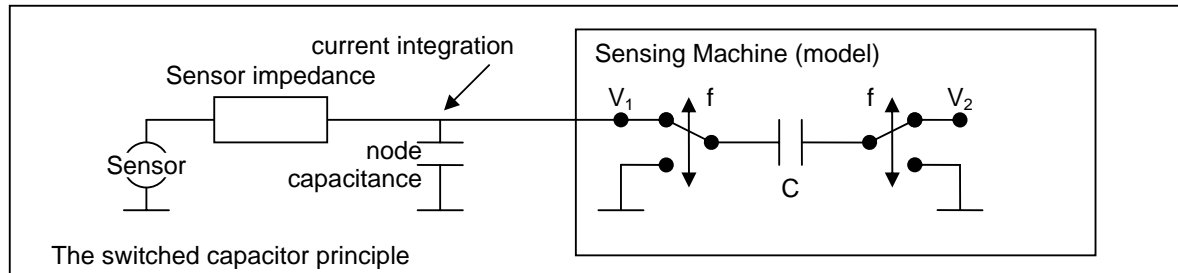 current integration
Sensor impedance
Sensing Machine (model)
V1
f
f
V2
Sensor
node
capacitance
C
The switched capacitor principle